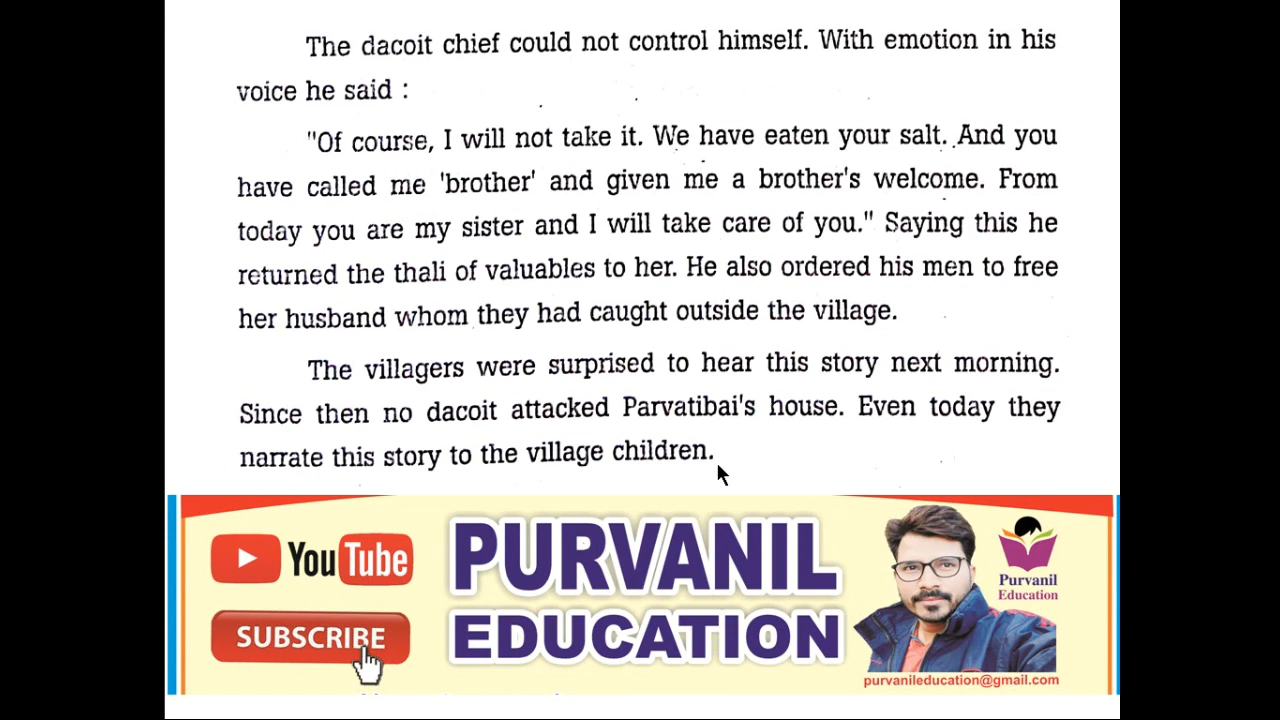 The dacoit chief could not control himself. With emotion in his
voice he said :
"Of course, I will not take it. We have eaten your salt. And you
have called me 'brother' and given me a brother's welcome. From
today you are my sister and I will take care of you." Saying this he
returned the thali of valuables to her. He also ordered his men to free
her husband whom they had caught outside the village.
The villagers were surprised to hear this story next morning.
Since then no dacoit attacked Parvatibai's house. Even today they
narrate this story to the village children.
YouTube
SUBSCRIBE
PURVANIL
EDUCATION
Purvanil
Education
purvanileducation@gmail.com